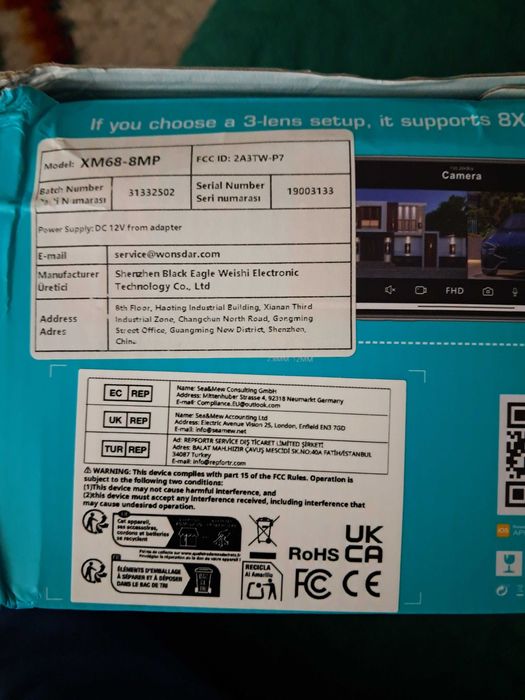 If you choose a 3-lens setup, it supports 8X
Model: XM68-8MP
FCC ID: 2A3TW-P7
Batch Number
Numarası
31332502
Serial Number
Seri numarası
19003133
Power Supply: DC 12V from adapter
E-mail
service@wonsdar.com
Manufacturer
Üretici
Shenzhen Black Eagle Weishi Electronic
Technology Co., Ltd
Address
Adres
8th Floor, Haoting Industrial Building, Xianan Third
Industrial Zone, Changchun North Road, Gongming
Street Office, Guangming New District, Shenzhen,
China
Camera
FHD
2.8MM 12MM
EC REP
Name: Sea&Mew Consulting GmbH
Address: Mittenhuber Strasse 4, 92318 Neumarkt Germany
E-mail: Compliance.EU@outlook.com
UK REP
Name: Sea&Mew Accounting Ltd
Address: Electric Avenue Vision 25, London, Enfield EN3 7GD
E-mail: info@seamew.net
TUR REP
Ad: REPFORTR SERVICE DIŞ TİCARET LİMİTED ŞİRKETİ
Adres: BALAT MAH.HIZIR ÇAVUŞ MESCİDİ SK.NO:40A FATİH/İSTANBUL
34087 Turkey
E-mail: info@repfortr.com
WARNING: This device complies with part 15 of the FCC Rules. Operation is
subject to the following two conditions:
(1)This device may not cause harmful interference, and
(2)this device must accept any interference received, including interference that
may cause undesired operation.
FR
Cet appareil,
ses accessoires,
cordons et batteries
se recyclent
ÉLÉMENTS D'EMBALLAGE
À SÉPARER ET À DÉPOSER
DANS LE BAC DE TRI
RECICLA
Al Amarillo
RoHS
UK
CA
FC CE
iOS